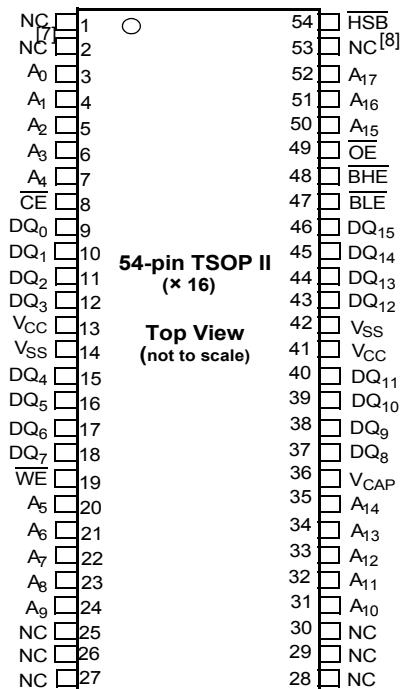 NC 1 54 HSB
[7]
NC 2 53 NC[8]
A0 3 52 A17
A1 4 51 A16
A2 5 50 A15
A3 6 49 OE
A4 7 48 BHE
CE 8 47 BLE
DQ0 9 46 DQ15
DQ1 10 45 DQ14
DQ2 11 44 DQ13
DQ3 12 43 DQ12
VCC 13 42 VSS
VSS 14 41 VCC
DQ4 15 40 DQ11
DQ5 16 39 DQ10
DQ6 17 38 DQ9
DQ7 18 37 DQ8
WE 19 36 VCAP
A5 20 35 A14
A6 21 34 A13
A7 22 33 A12
A8 23 32 A11
A9 24 31 A10
NC 25 30 NC
NC 26 29 NC
NC 27 28 NC
54-pin TSOP II
(× 16)
Top View
(not to scale)